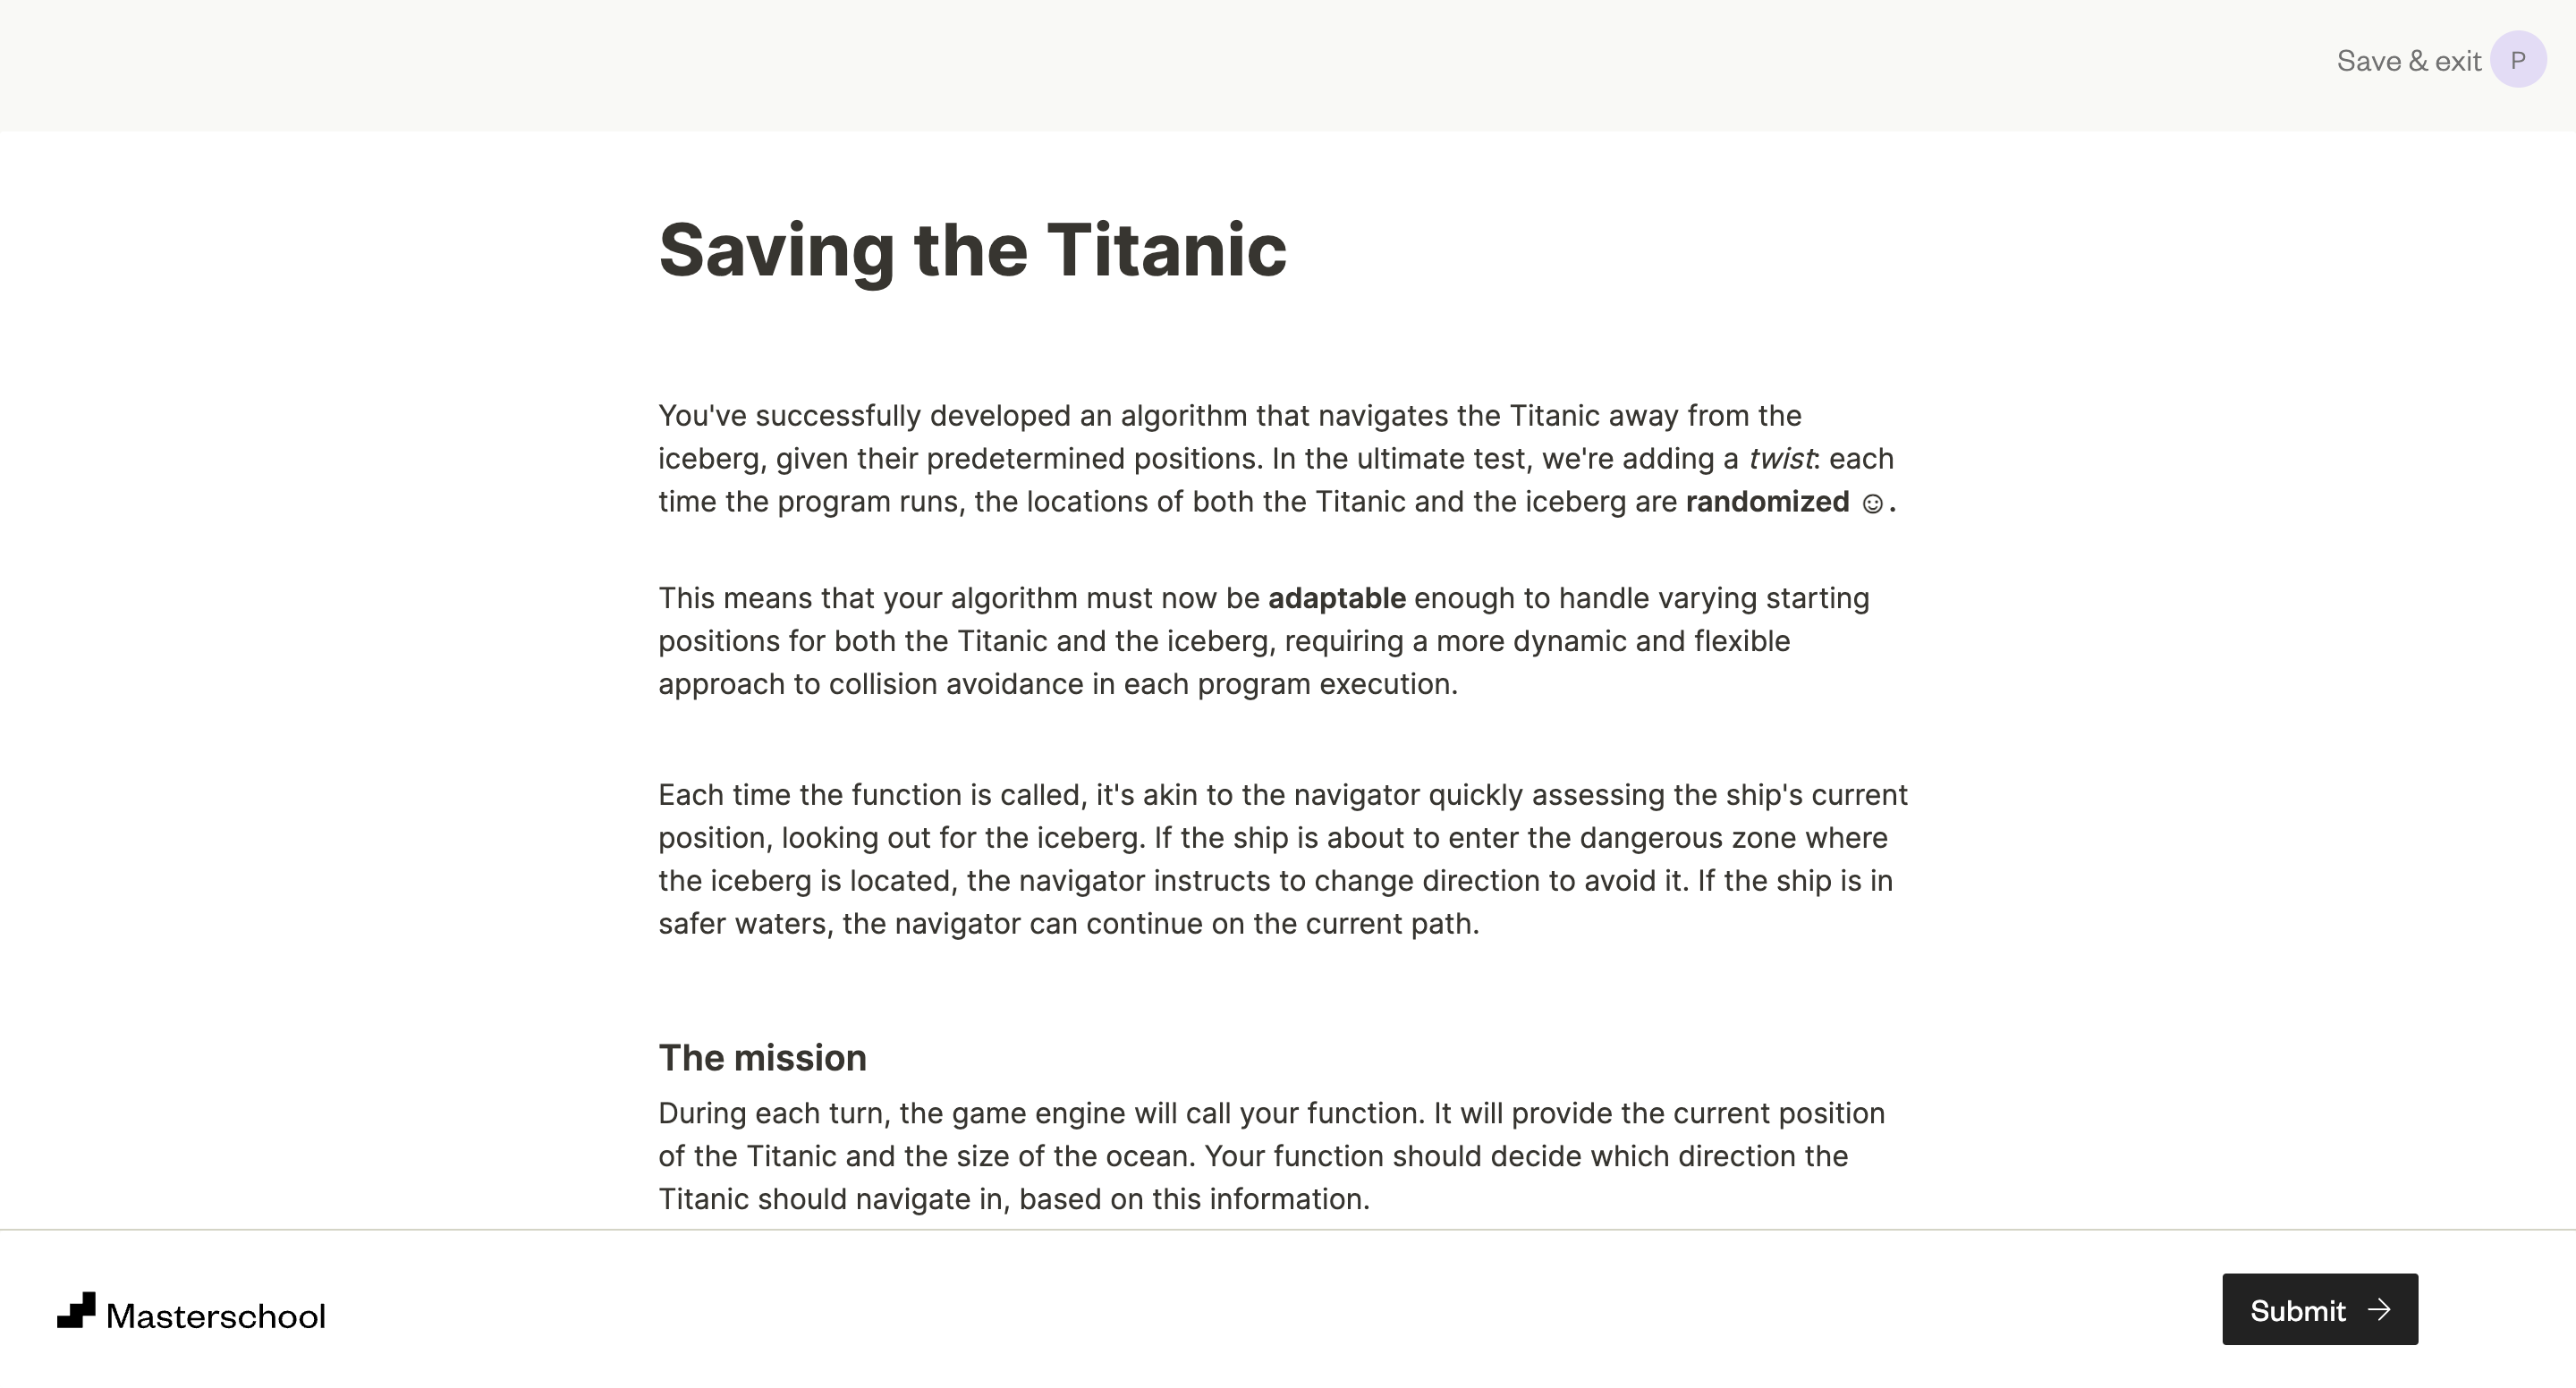 Save & exit
P
Saving the Titanic
You've successfully developed an algorithm that navigates the Titanic away from the
iceberg, given their predetermined positions. In the ultimate test, we're adding a twist: each
time the program runs, the locations of both the Titanic and the iceberg are randomized ☺.
This means that your algorithm must now be adaptable enough to handle varying starting
positions for both the Titanic and the iceberg, requiring a more dynamic and flexible
approach to collision avoidance in each program execution.
Each time the function is called, it's akin to the navigator quickly assessing the ship's current
position, looking out for the iceberg. If the ship is about to enter the dangerous zone where
the iceberg is located, the navigator instructs to change direction to avoid it. If the ship is in
safer waters, the navigator can continue on the current path.
The mission
During each turn, the game engine will call your function. It will provide the current position
of the Titanic and the size of the ocean. Your function should decide which direction the
Titanic should navigate in, based on this information.
Masterschool
Submit →